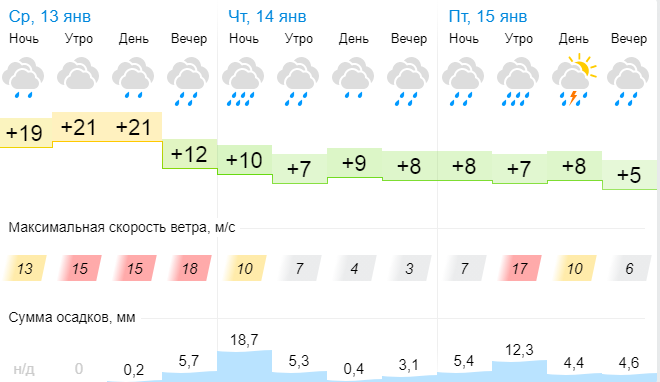 Ср, 13 янв Чт, 14 янв Пт, 15 янв
Ночь Утро День Вечер Ночь Утро День Вечер Ночь Утро День Вечер
+19 +21 +21 +12 +10 +7 +9 +8 +8 +7 +8 +5
Максимальная скорость ветра, м/с
13 15 15 18 10 7 4 3 7 17 10 6
Сумма осадков, мм
н/д 0 0,2 5,7 18,7 5,3 0,4 3,1 5,4 12,3 4,4 4,6